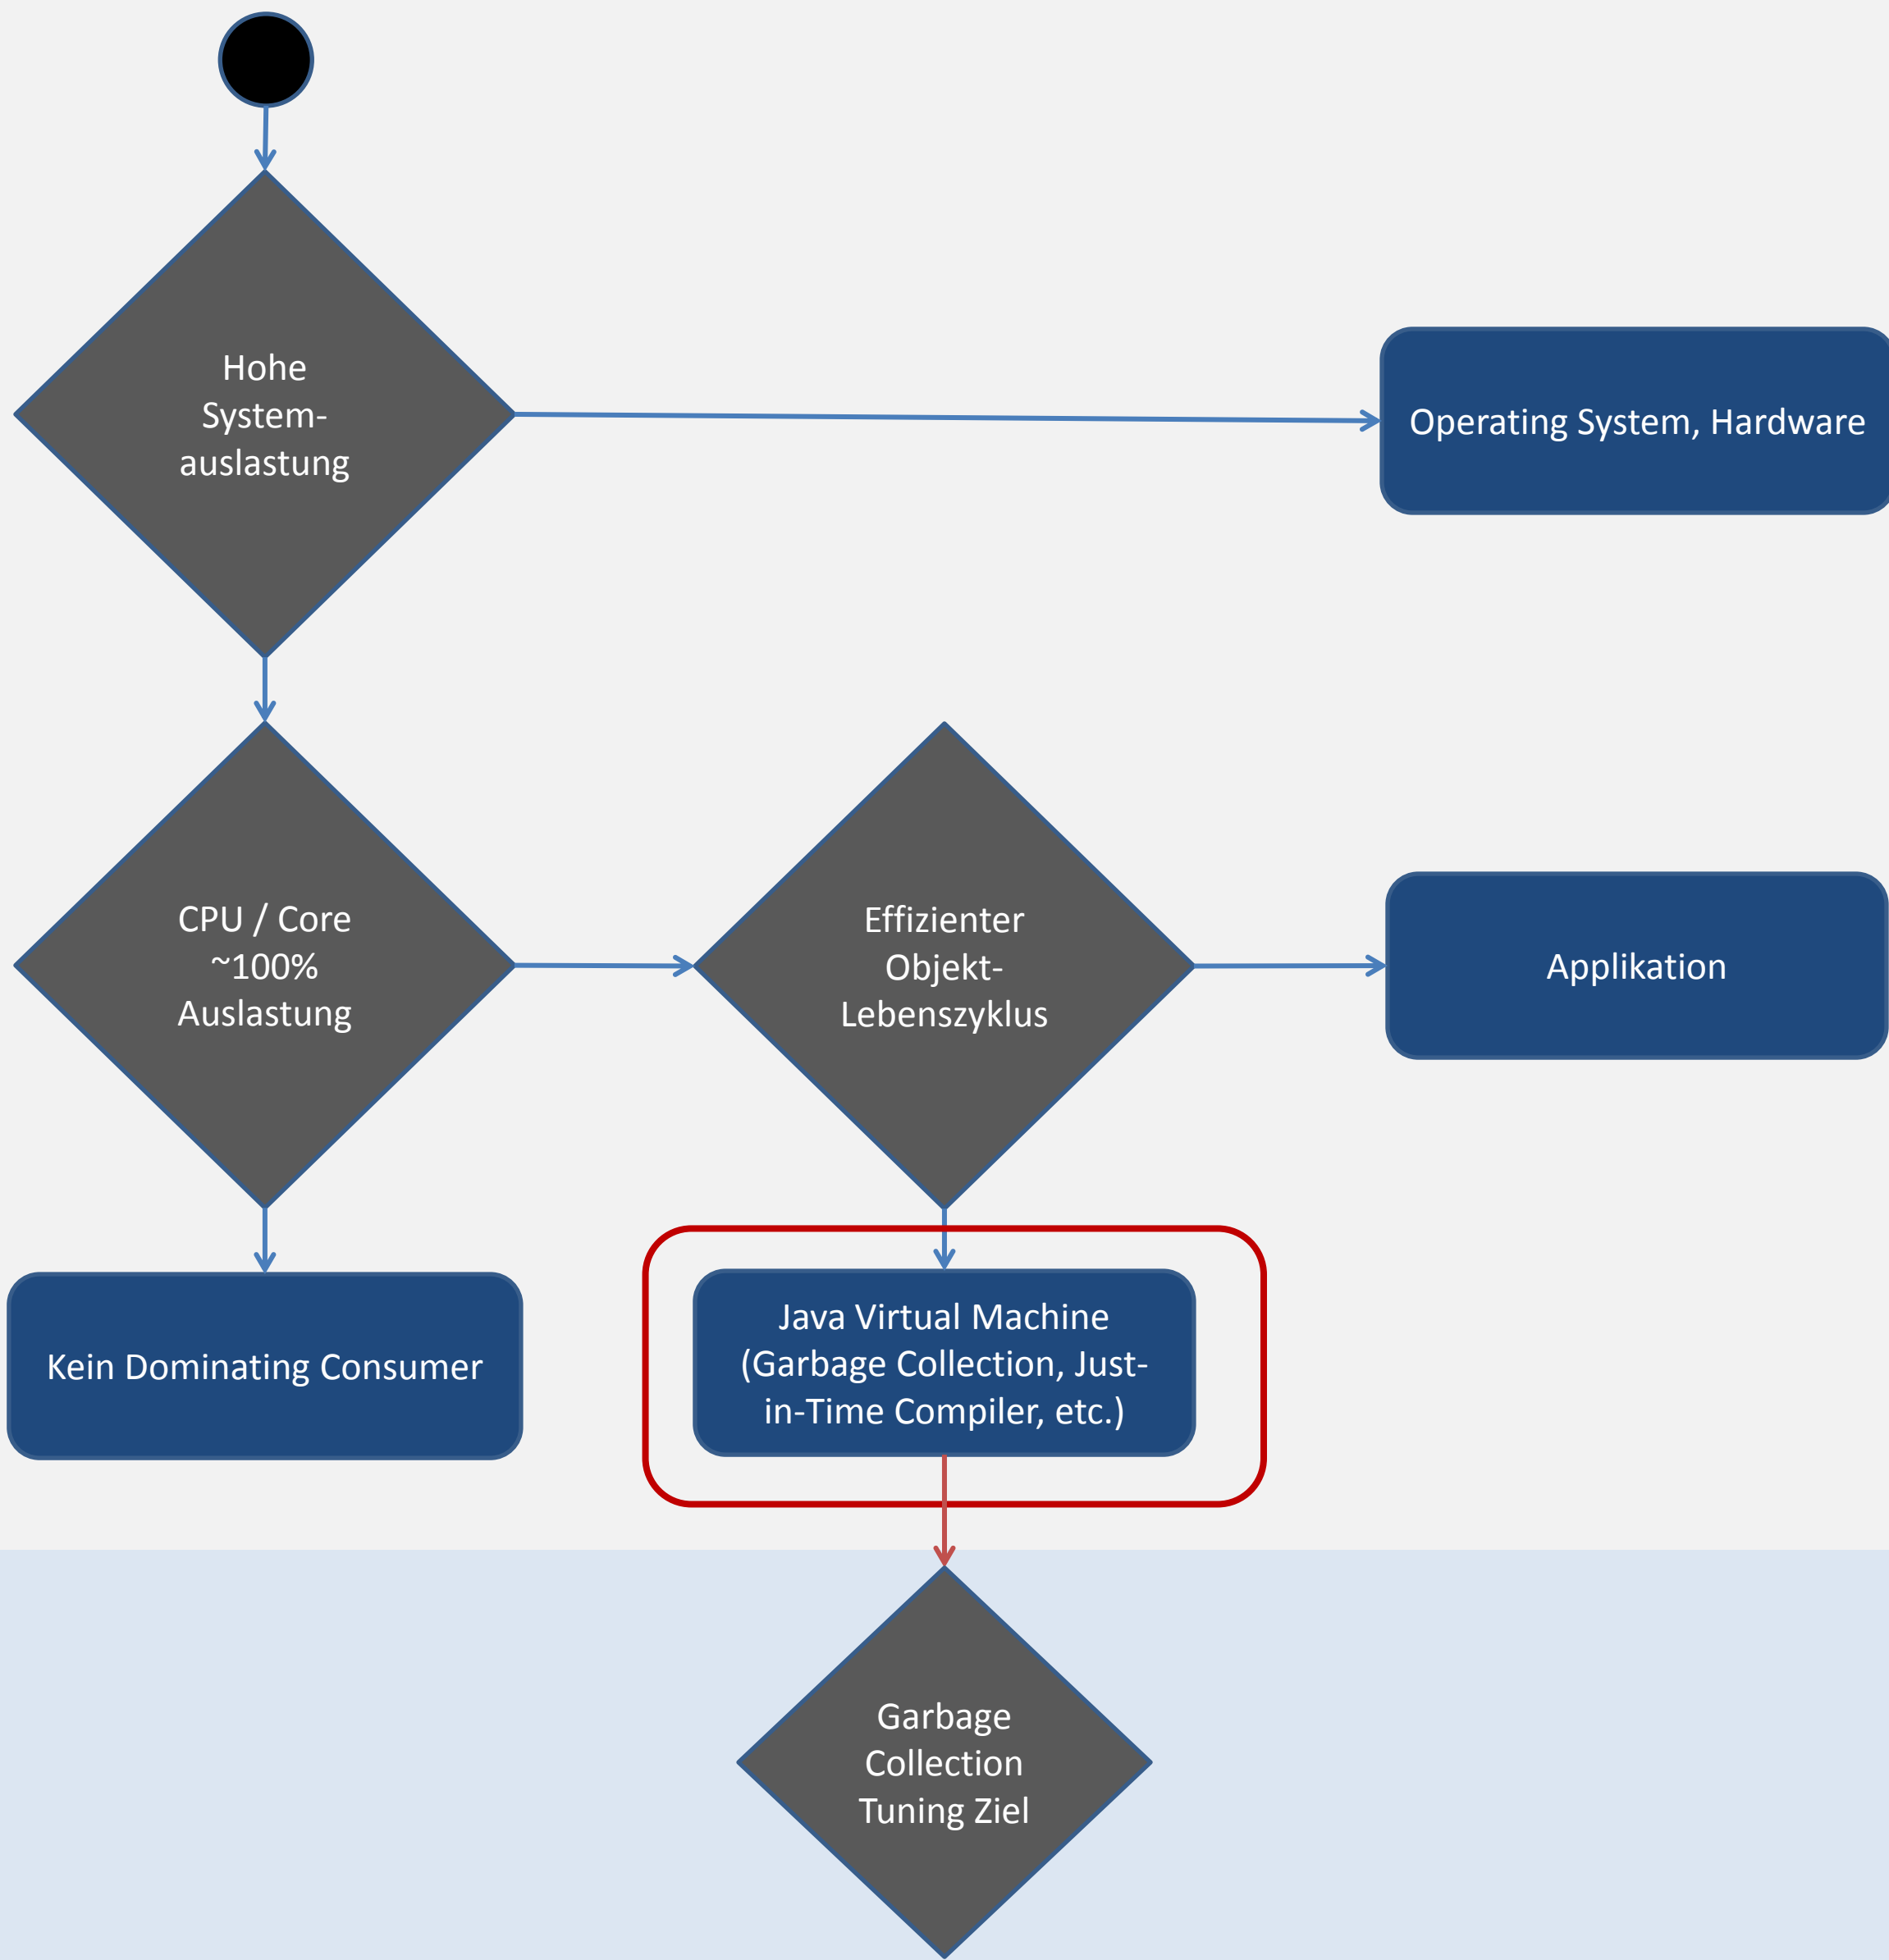 Hohe
System-
auslastung
Operating System, Hardware
CPU / Core
~100%
Auslastung
Effizienter
Objekt-
Lebenszyklus
Applikation
Kein Dominating Consumer
Java Virtual Machine
(Garbage Collection, Just-
in-Time Compiler, etc.)
Garbage
Collection
Tuning Ziel